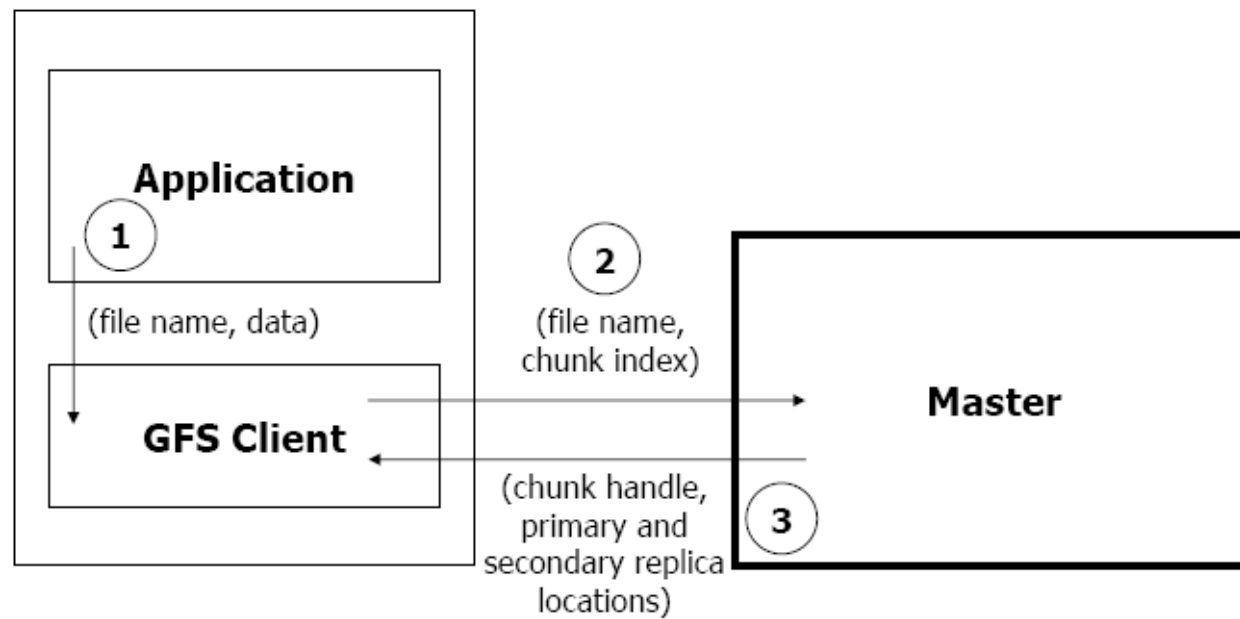 Application
1
(file name, data)
GFS Client
2
(file name,
chunk index)
Master
(chunk handle,
primary and
secondary replica
locations)
3